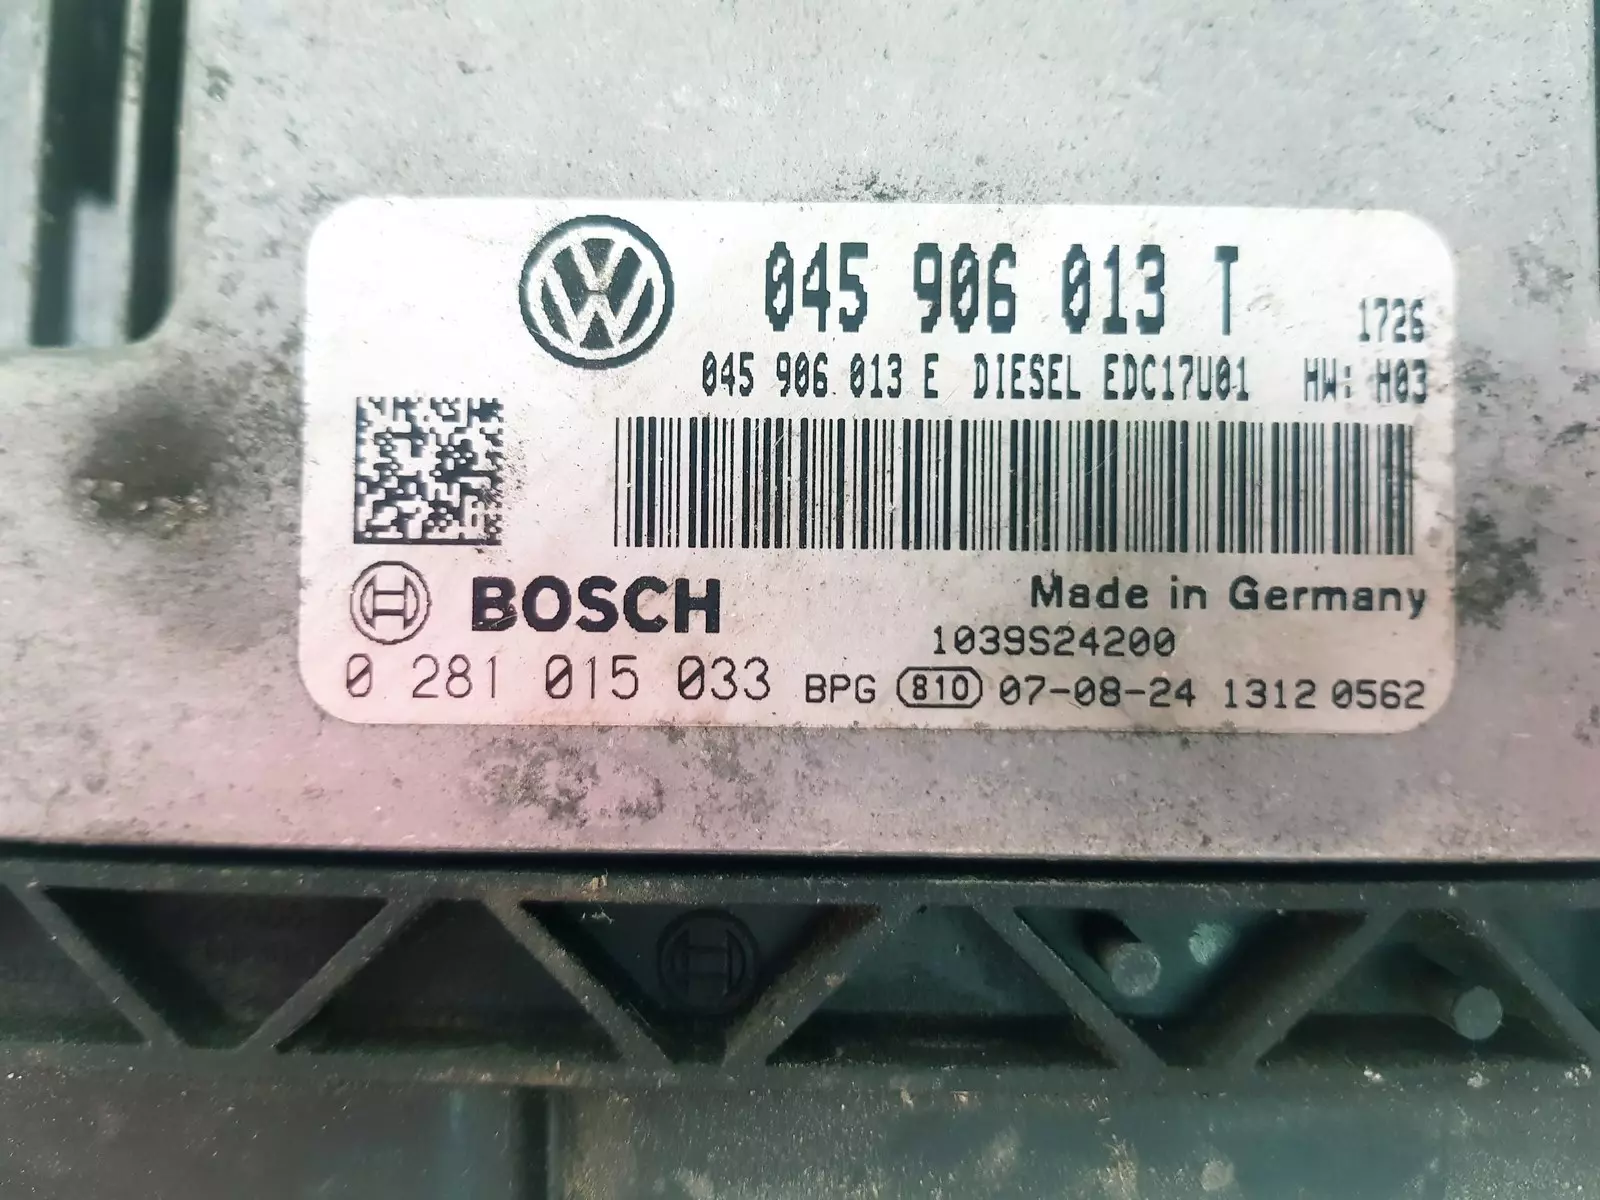 045 906 013 T
1726
045 906 013 E DIESEL EDC17U01 HW: H03
BOSCH
Made in Germany
1039S24200
0 281 015 033 BPG 810 07-08-24 1312 0562